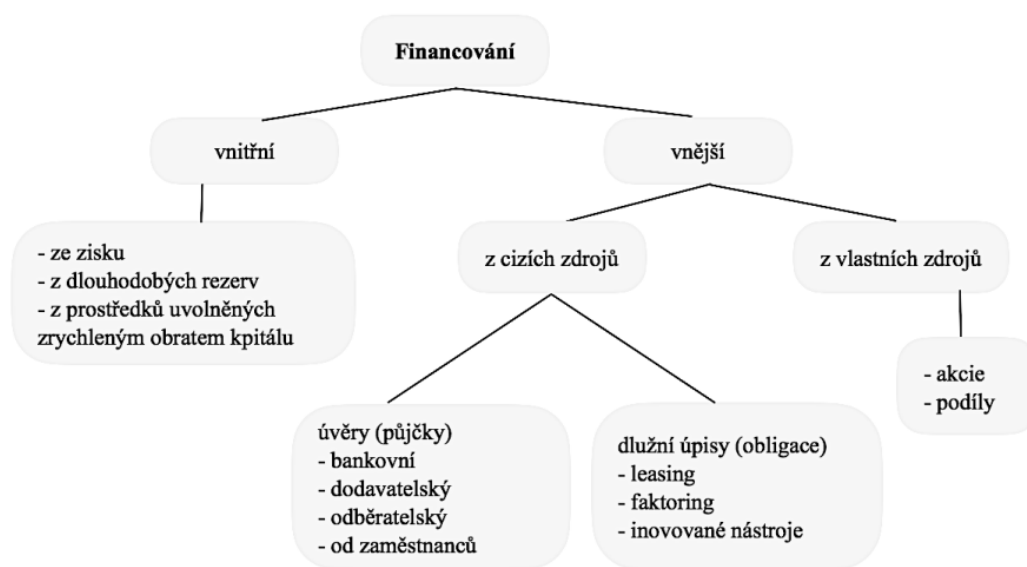 Financování
vnitřní
vnější
- ze zisku
- z dlouhodobých rezerv
- z prostředků uvolněných
zrychleným obratem kpitálu
z cizích zdrojů
z vlastních zdrojů
- akcie
- podíly
úvěry (půjčky)
- bankovní
- dodavatelský
- odběratelský
- od zaměstnanců
dlužní úpisy (obligace)
- leasing
- faktoring
- inovované nástroje